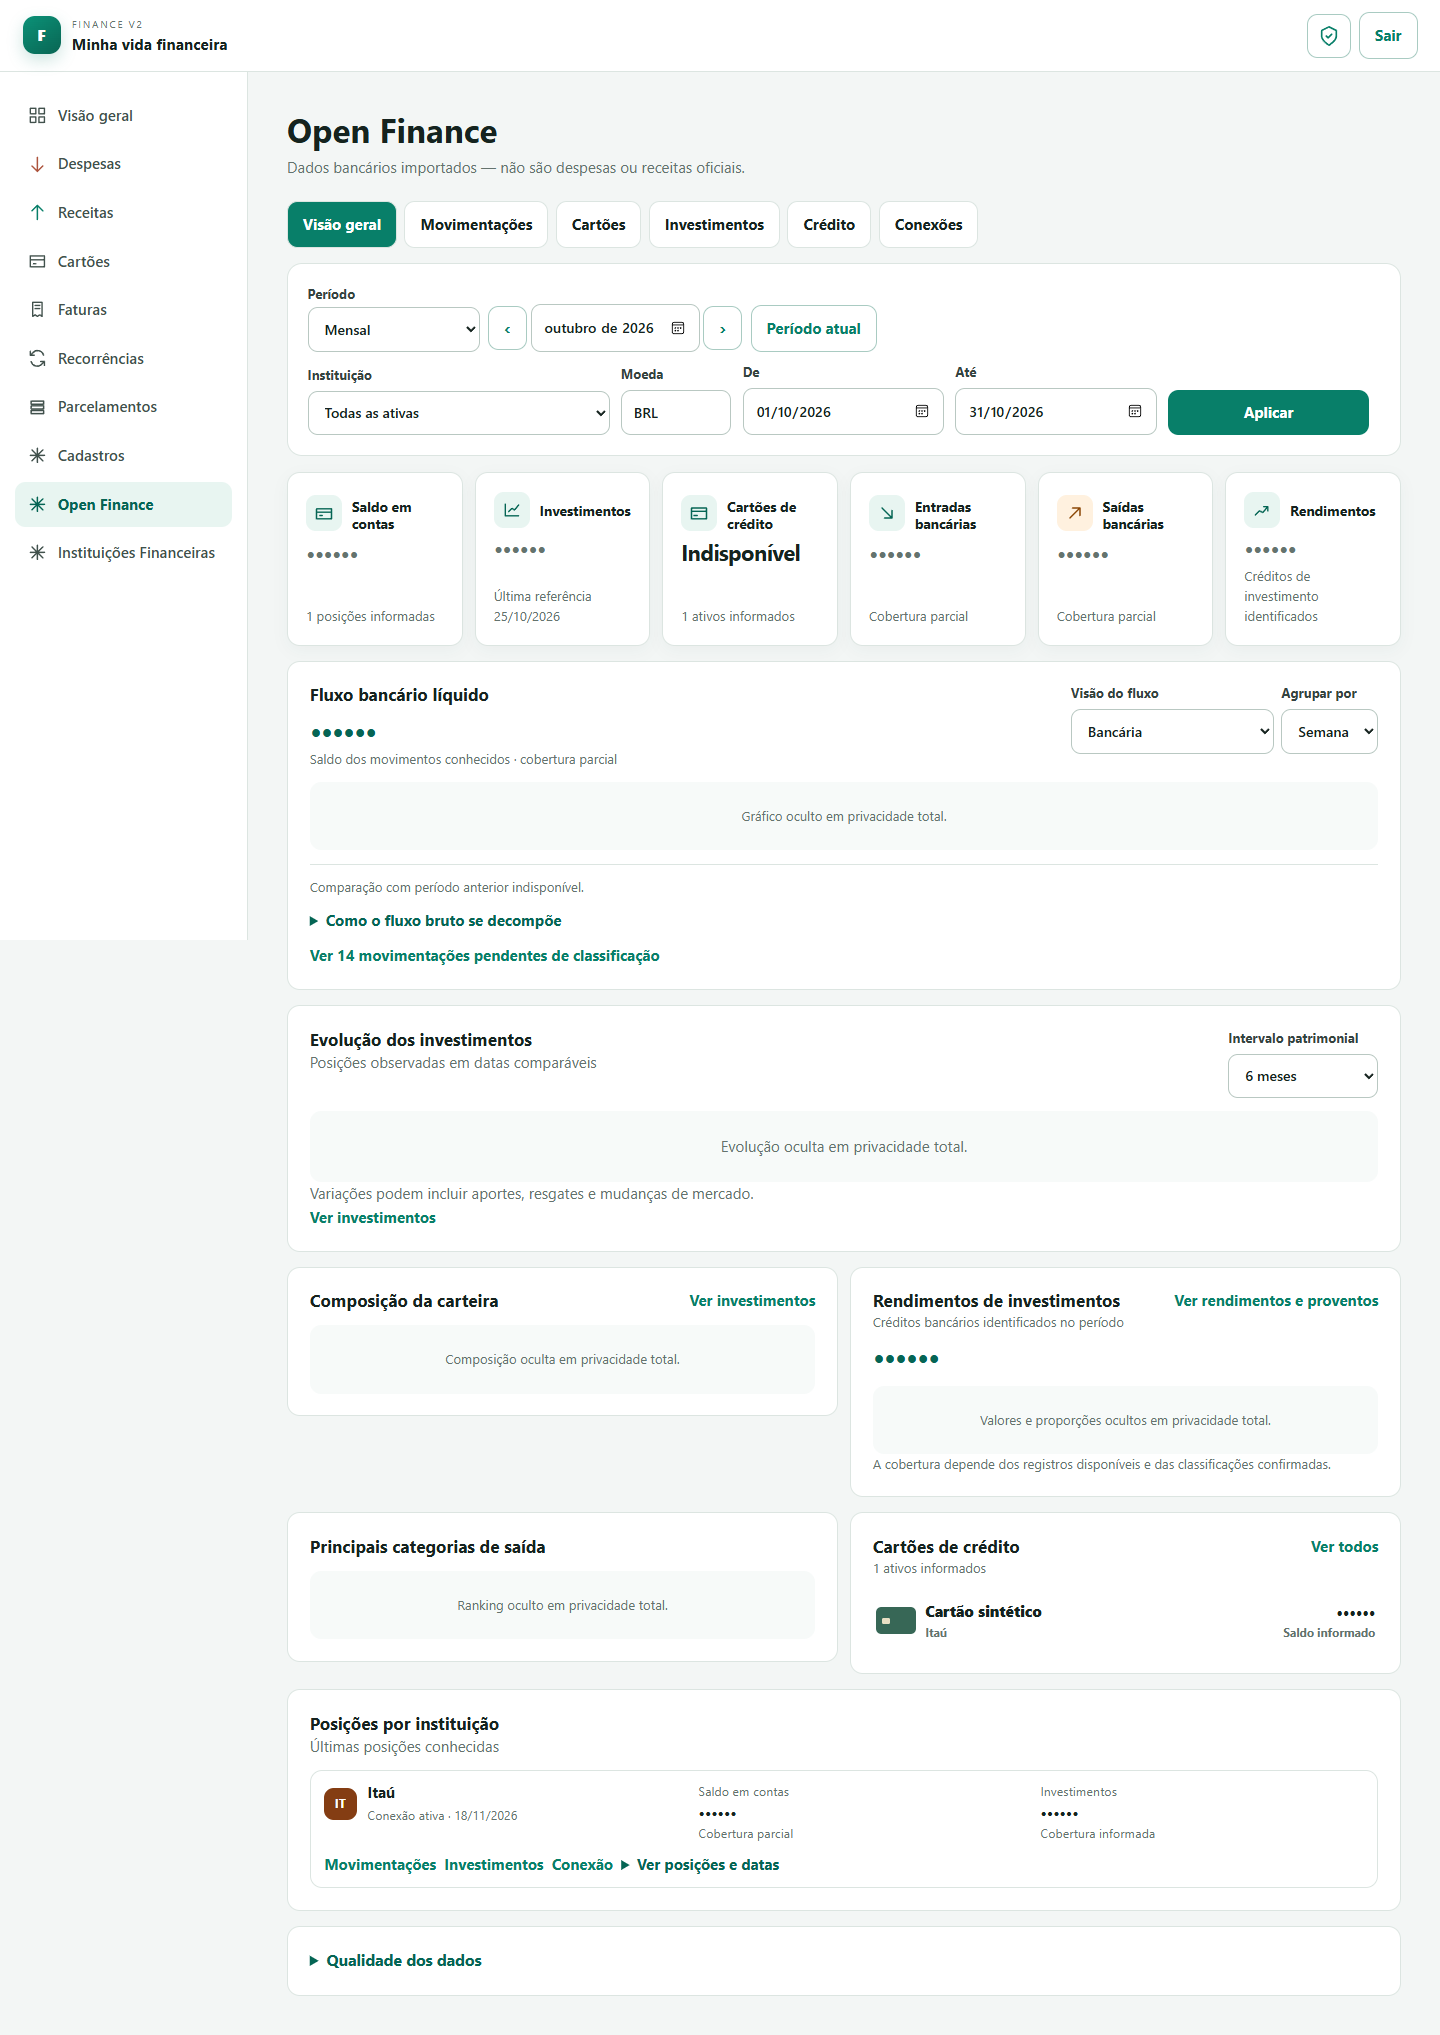 F
FINANCE V2
Minha vida financeira
Sair
Visão geral
Despesas
Receitas
Cartões
Faturas
Recorrências
Parcelamentos
Cadastros
Open Finance
Instituições Financeiras
Open Finance
Dados bancários importados — não são despesas ou receitas oficiais.
Visão geral
Movimentações
Cartões
Investimentos
Crédito
Conexões
Período
Mensal
‹
outubro de 2026
›
Período atual
Instituição
Moeda
De
Até
Todas as ativas
BRL
01/10/2026
31/10/2026
Aplicar
Saldo em
contas
••••••
1 posições informadas
Investimentos
••••••
Última referência
25/10/2026
Cartões de
crédito
Indisponível
1 ativos informados
Entradas
bancárias
••••••
Cobertura parcial
Saídas
bancárias
••••••
Cobertura parcial
Rendimentos
••••••
Créditos de
investimento
identificados
Fluxo bancário líquido
••••••
Saldo dos movimentos conhecidos · cobertura parcial
Visão do fluxo
Bancária
Agrupar por
Semana
Gráfico oculto em privacidade total.
Comparação com período anterior indisponível.
▶ Como o fluxo bruto se decompõe
Ver 14 movimentações pendentes de classificação
Evolução dos investimentos
Posições observadas em datas comparáveis
Intervalo patrimonial
6 meses
Evolução oculta em privacidade total.
Variações podem incluir aportes, resgates e mudanças de mercado.
Ver investimentos
Composição da carteira
Ver investimentos
Composição oculta em privacidade total.
Rendimentos de investimentos
Ver rendimentos e proventos
Créditos bancários identificados no período
••••••
Valores e proporções ocultos em privacidade total.
A cobertura depende dos registros disponíveis e das classificações confirmadas.
Principais categorias de saída
Ranking oculto em privacidade total.
Cartões de crédito
Ver todos
1 ativos informados
Cartão sintético
Itaú
••••••
Saldo informado
Posições por instituição
Últimas posições conhecidas
IT
Itaú
Conexão ativa · 18/11/2026
Saldo em contas
••••••
Cobertura parcial
Investimentos
••••••
Cobertura informada
Movimentações Investimentos Conexão ▶ Ver posições e datas
▶ Qualidade dos dados